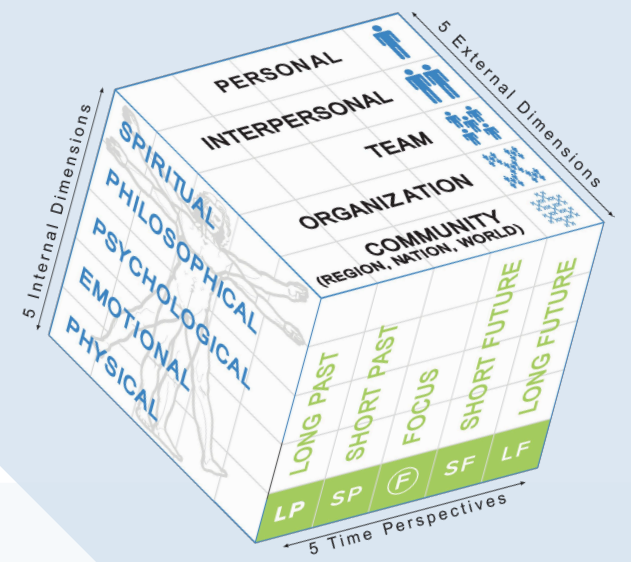 5 External Dimensions
PERSONAL
INTERPERSONAL
TEAM
ORGANIZATION
COMMUNITY
(REGION, NATION, WORLD)
5 Internal Dimensions
SPIRITUAL
PHILOSOPHICAL
PSYCHOLOGICAL
EMOTIONAL
PHYSICAL
LONG PAST
SHORT PAST
FOCUS
SHORT FUTURE
LONG FUTURE
LP SP F SF LF
5 Time Perspectives